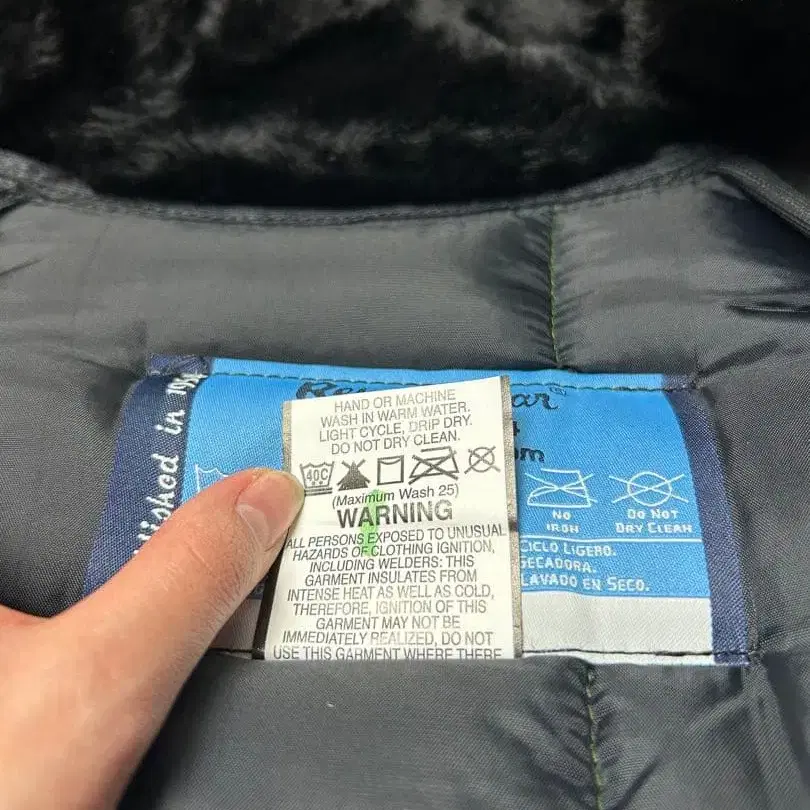 HAND OR MACHINE
WASH IN WARM WATER.
LIGHT CYCLE, DRIP DRY.
DO NOT DRY CLEAN.
40C
(Maximum Wash 25)
WARNING
ALL PERSONS EXPOSED TO UNUSUAL
HAZARDS OF CLOTHING IGNITION,
INCLUDING WELDERS: THIS
GARMENT INSULATES FROM
INTENSE HEAT AS WELL AS COLD,
THEREFORE, IGNITION OF THIS
GARMENT MAY NOT BE
IMMEDIATELY REALIZED, DO NOT
USE THIS GARMENT WHERE THERE
in 195
NO
IRON
DO NOT
DRY CLEAN
CICLO LIGERO.
SECADORA.
LAVADO EN SECO.